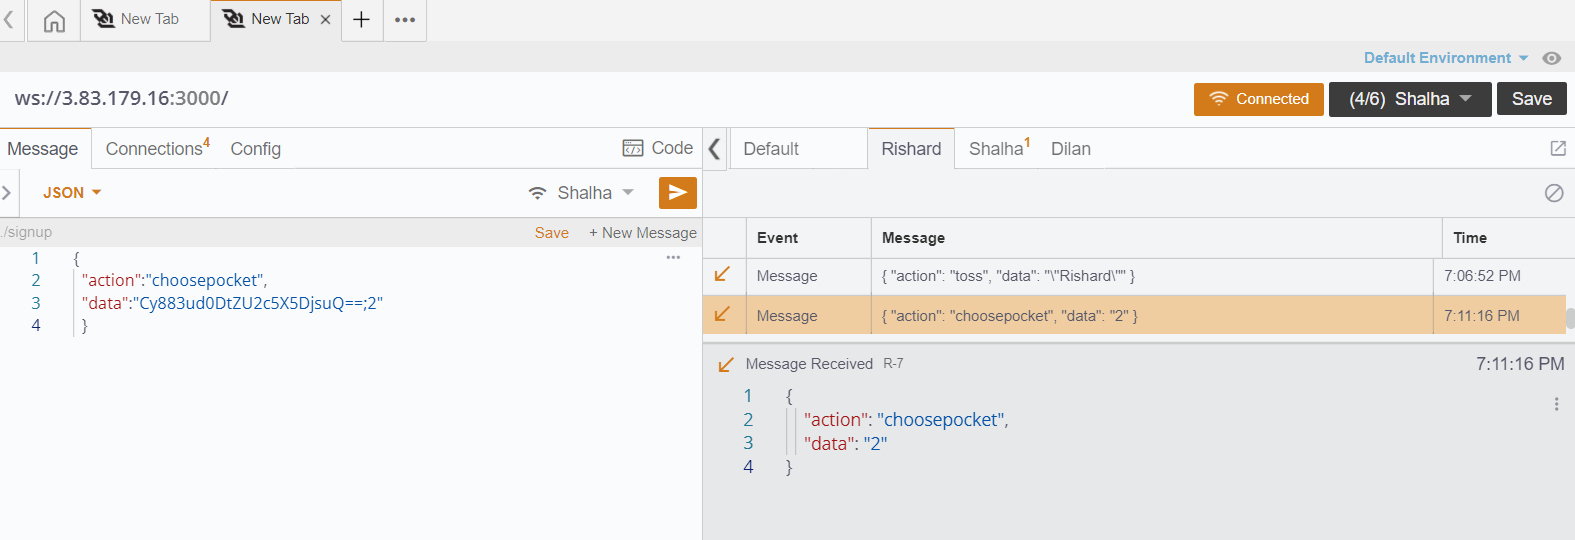 New Tab
New Tab
Default Environment
ws://3.83.179.16:3000/
Connected
(4/6) Shalha
Save
Message
Connections 4
Config
Code
Default
Rishard
Shalha 1
Dilan
JSON
Shalha
./signup
Save
+ New Message
1 {
2 "action":"choosepocket",
3 "data":"Cy883ud0DtZU2c5X5DjsuQ==;2"
4 }
Event Message Time
Message { "action": "toss", "data": "\"Rishard\"" } 7:06:52 PM
Message { "action": "choosepocket", "data": "2" } 7:11:16 PM
Message Received R-7 7:11:16 PM
1 {
2 "action": "choosepocket",
3 "data": "2"
4 }